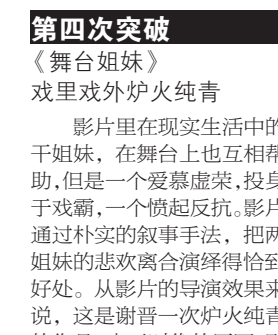 第四次突破
《舞台姐妹》
戏里戏外炉火纯青
影片里在现实生活中的
干姐妹，在舞台上也互相帮
助，但是一个爱慕虚荣，投身
于戏霸，一个愤起反抗。影片
通过朴实的叙事手法，把两
姐妹的悲欢离合演绎得恰到
好处。从影片的导演效果来
说，这是谢晋一次炉火纯青